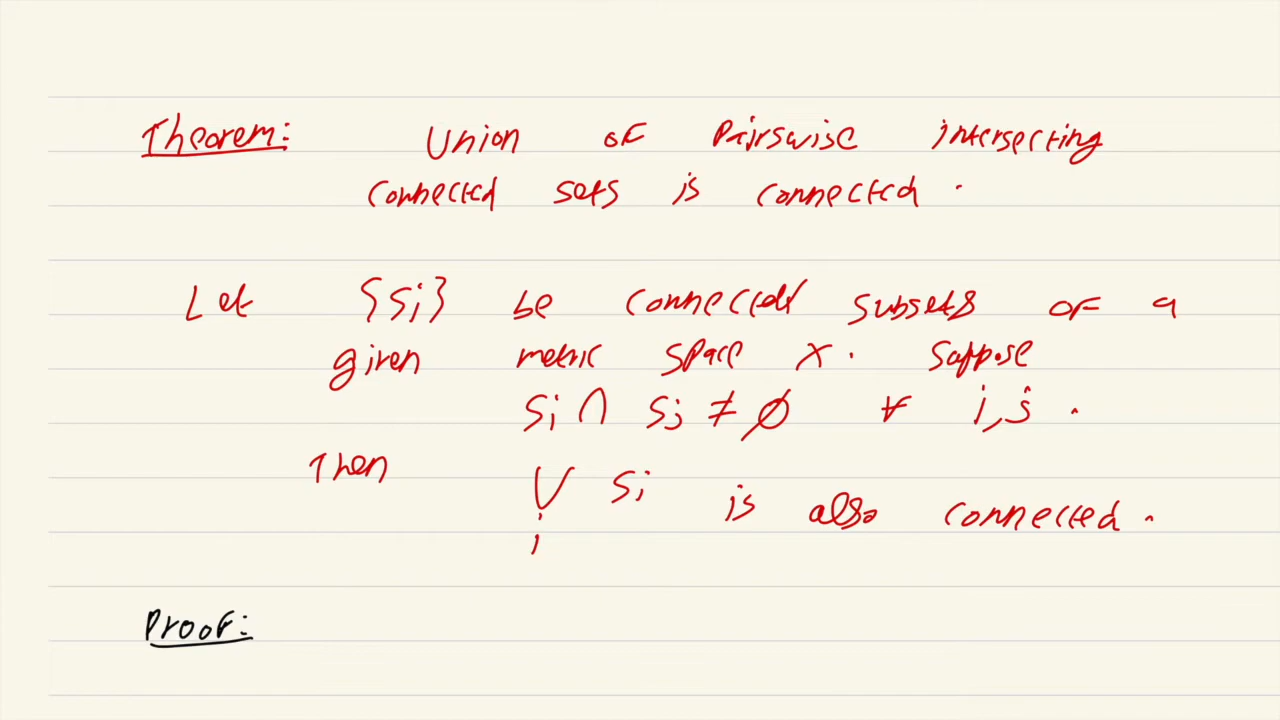 Theorem: Union of Pairswise intersecting
connected sets is connected.
Let {Si} be connected subsets of a
given metric space X. Suppose
Si ∩ Sj ≠ ∅ ∀ i,j.
Then ⋃ Si is also connected.
i
Proof: